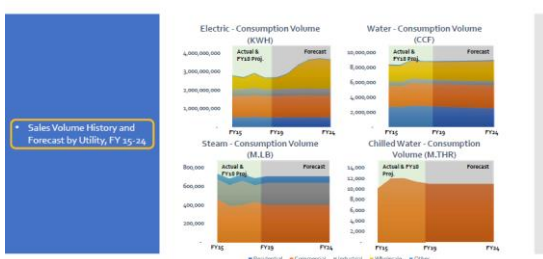 • Sales Volume History and
Forecast by Utility, FY 15-24
Electric - Consumption Volume
(KWH)
4,000,000,000
3,000,000,000
2,000,000,000
1,000,000,000
-
Actual &
FY18 Proj.
Forecast
FY15
FY19
FY24
Water - Consumption Volume
(CCF)
10,000,000
8,000,000
6,000,000
4,000,000
2,000,000
-
Actual &
FY18 Proj.
Forecast
FY15
FY19
FY24
Steam - Consumption Volume
(M.LB)
800,000
600,000
400,000
200,000
-
Actual &
FY18 Proj.
Forecast
FY15
FY19
FY24
Chilled Water - Consumption
Volume (M.THR)
14,000
12,000
10,000
8,000
6,000
4,000
2,000
-
Actual & FY18
Proj.
Forecast
FY15
FY19
FY24
Residential Commercial Industrial Wholesale Other